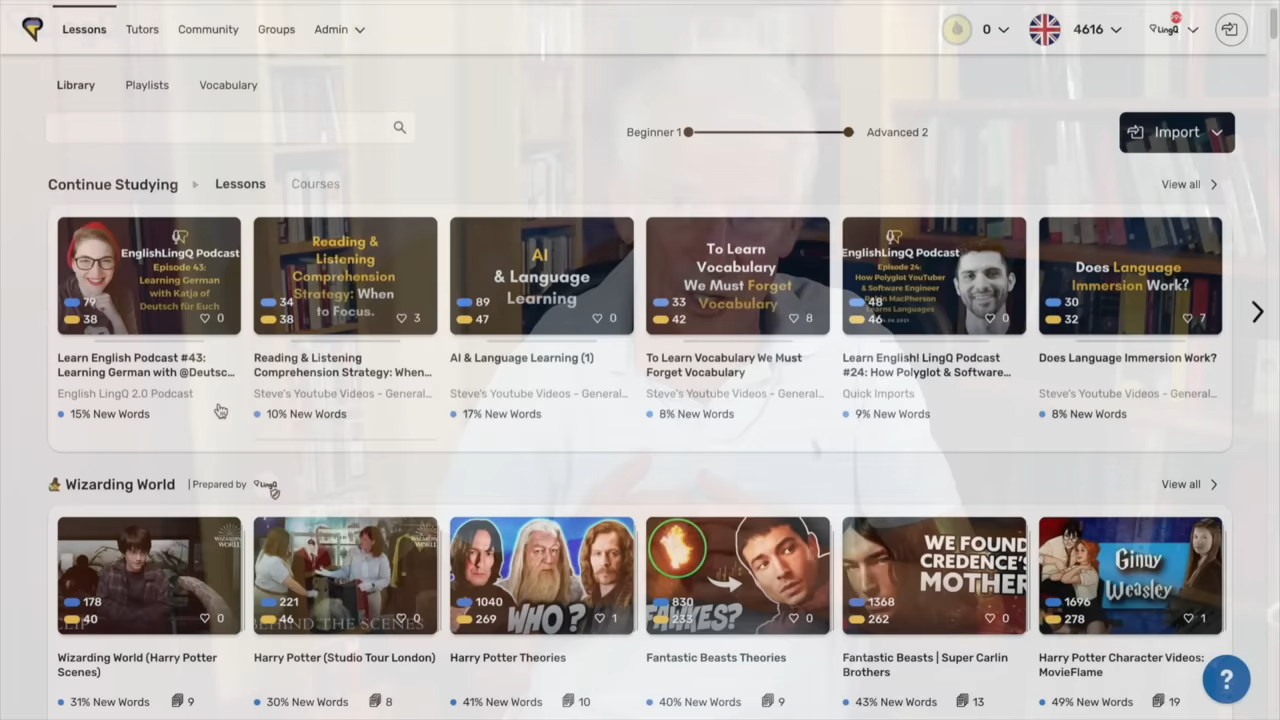 Lessons
Tutors
Community
Groups
Admin
0
4616
LingQ
Library
Playlists
Vocabulary
Beginner 1
Advanced 2
Import
Continue Studying
Lessons
Courses
View all
EnglishLingQ Podcast
Episode 43:
Learning German
with Katja of
Deutsch für Euch
79
38
0
Reading &
Listening
Comprehension
Strategy: When
to Focus.
34
38
3
AI
& Language
Learning
89
47
0
To Learn
Vocabulary
We Must Forget
Vocabulary
33
42
8
EnglishLingQ Podcast
Episode 24:
How Polyglot YouTuber
& Software Engineer
MacPherson
Learns Languages
48
46
0
Does Language
Immersion Work?
30
32
7
Learn English Podcast #43:
Learning German with @Deutsc...
English LingQ 2.0 Podcast
15% New Words
Reading & Listening
Comprehension Strategy: When...
Steve's Youtube Videos - General...
10% New Words
AI & Language Learning (1)
Steve's Youtube Videos - General...
17% New Words
To Learn Vocabulary We Must
Forget Vocabulary
Steve's Youtube Videos - General...
8% New Words
Learn English! LingQ Podcast
#24: How Polyglot & Software...
Quick Imports
9% New Words
Does Language Immersion Work?
Steve's Youtube Videos - General...
8% New Words
Wizarding World
| Prepared by LingQ
View all
WIZARDING
WORLD
178
40
0
WIZARDING
WORLD
BEHIND THE SCENES
221
46
0
WHO?
1040
269
1
FAWKES?
830
233
0
WE FOUND
CREDENCE'S
MOTHER
1368
262
0
Ginny
Weasley
1696
278
1
Wizarding World (Harry Potter
Scenes)
31% New Words
9
Harry Potter (Studio Tour London)
30% New Words
8
Harry Potter Theories
41% New Words
10
Fantastic Beasts Theories
40% New Words
9
Fantastic Beasts | Super Carlin
Brothers
43% New Words
13
Harry Potter Character Videos:
MovieFlame
49% New Words
19
?